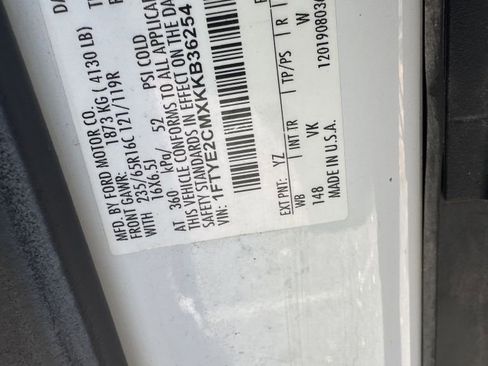 MFD. BY FORD MOTOR CO.
DA
FRONT GAWR: 1873 KG ( 4130 LB)
235/65R16C 121/119R
WITH 16X6.5J
AT 360 kPa/ 52 PSI COLD
THIS VEHICLE CONFORMS TO ALL APPLICA
SAFETY STANDARDS IN EFFECT ON THE DA
VIN: 1FTYE2CMXKKB36254
EXT PNT: YZ
WB INT TR TP/PS R
148 VK W
MADE IN U.S.A. 12019080